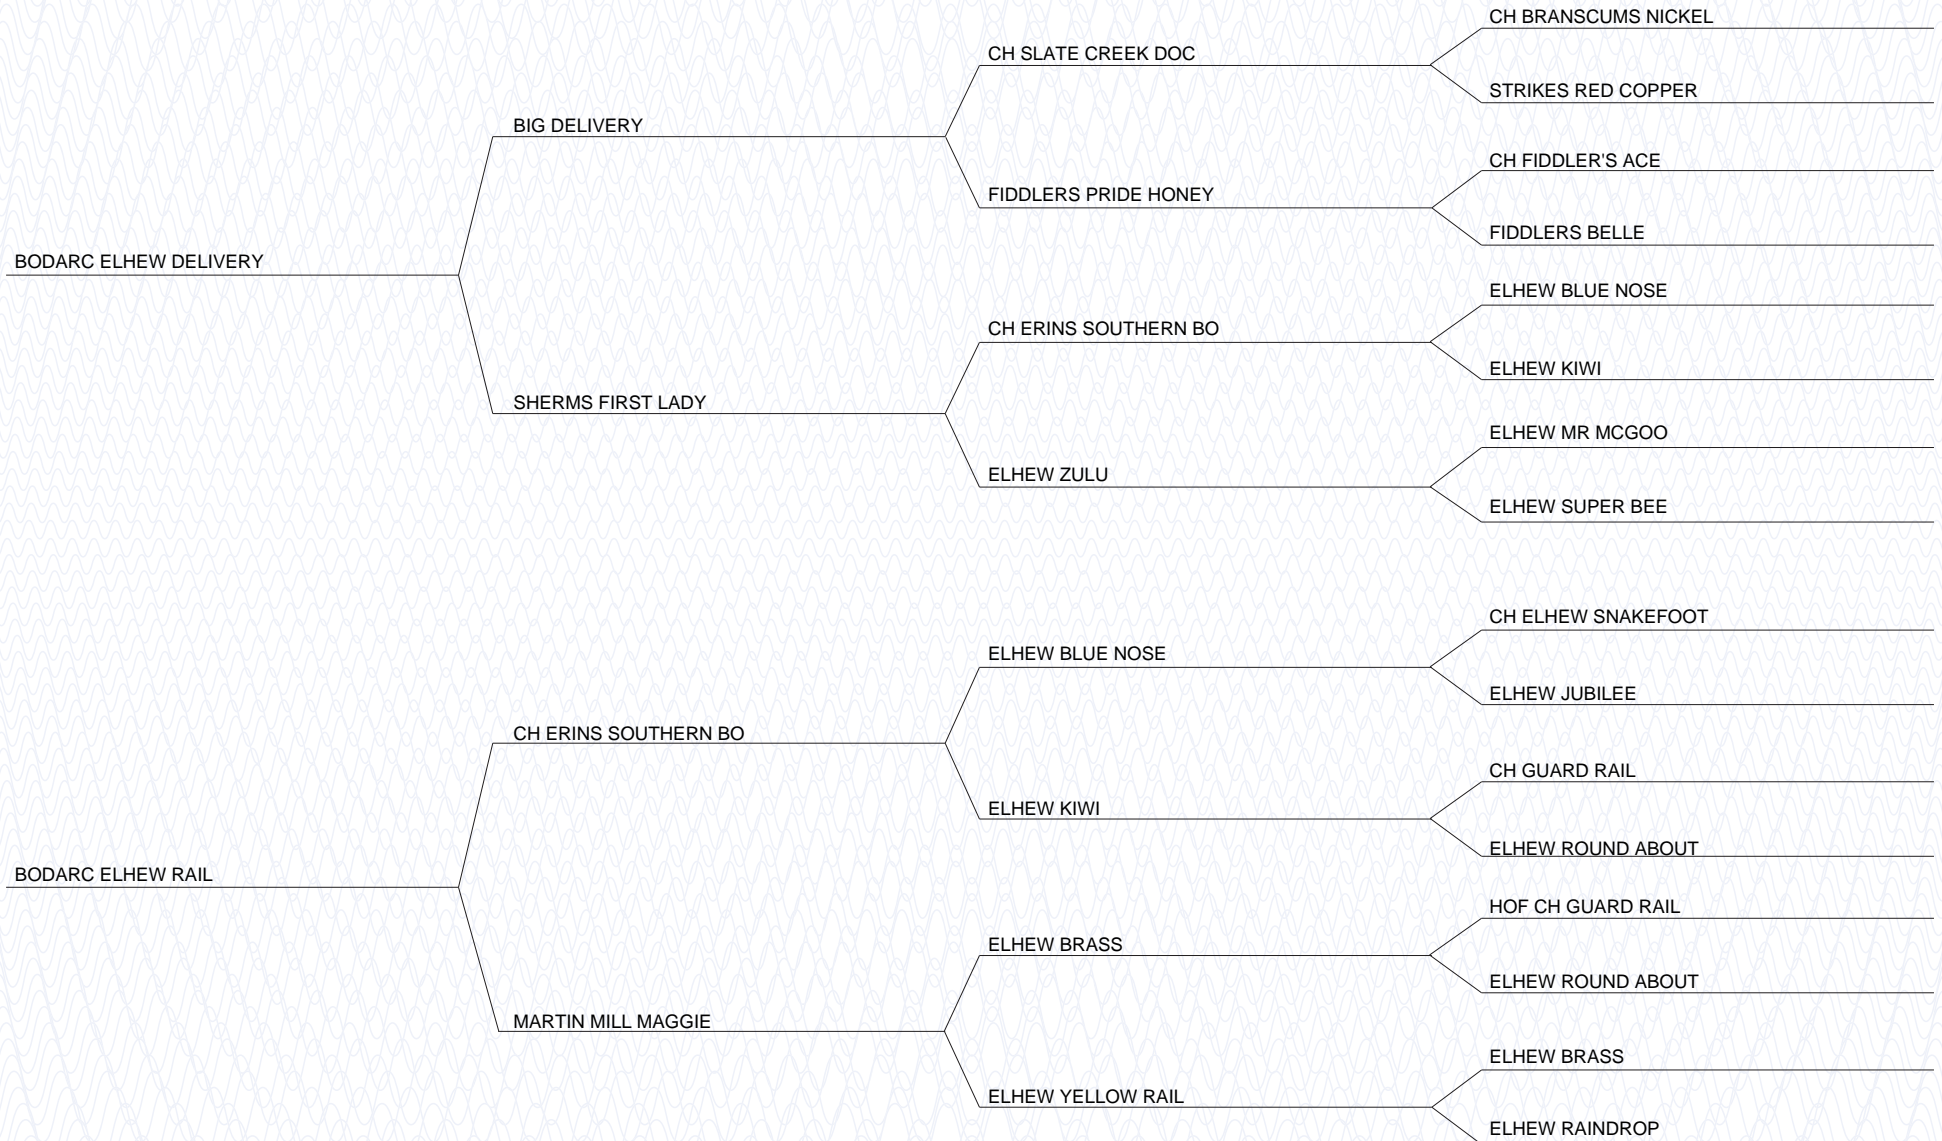 CH BRANSCUMS NICKEL
CH SLATE CREEK DOC
STRIKES RED COPPER
BIG DELIVERY
CH FIDDLER'S ACE
FIDDLERS PRIDE HONEY
FIDDLERS BELLE
BODARC ELHEW DELIVERY
ELHEW BLUE NOSE
CH ERINS SOUTHERN BO
ELHEW KIWI
SHERMS FIRST LADY
ELHEW MR MCGOO
ELHEW ZULU
ELHEW SUPER BEE
CH ELHEW SNAKEFOOT
ELHEW BLUE NOSE
ELHEW JUBILEE
CH ERINS SOUTHERN BO
CH GUARD RAIL
ELHEW KIWI
ELHEW ROUND ABOUT
BODARC ELHEW RAIL
HOF CH GUARD RAIL
ELHEW BRASS
ELHEW ROUND ABOUT
MARTIN MILL MAGGIE
ELHEW BRASS
ELHEW YELLOW RAIL
ELHEW RAINDROP